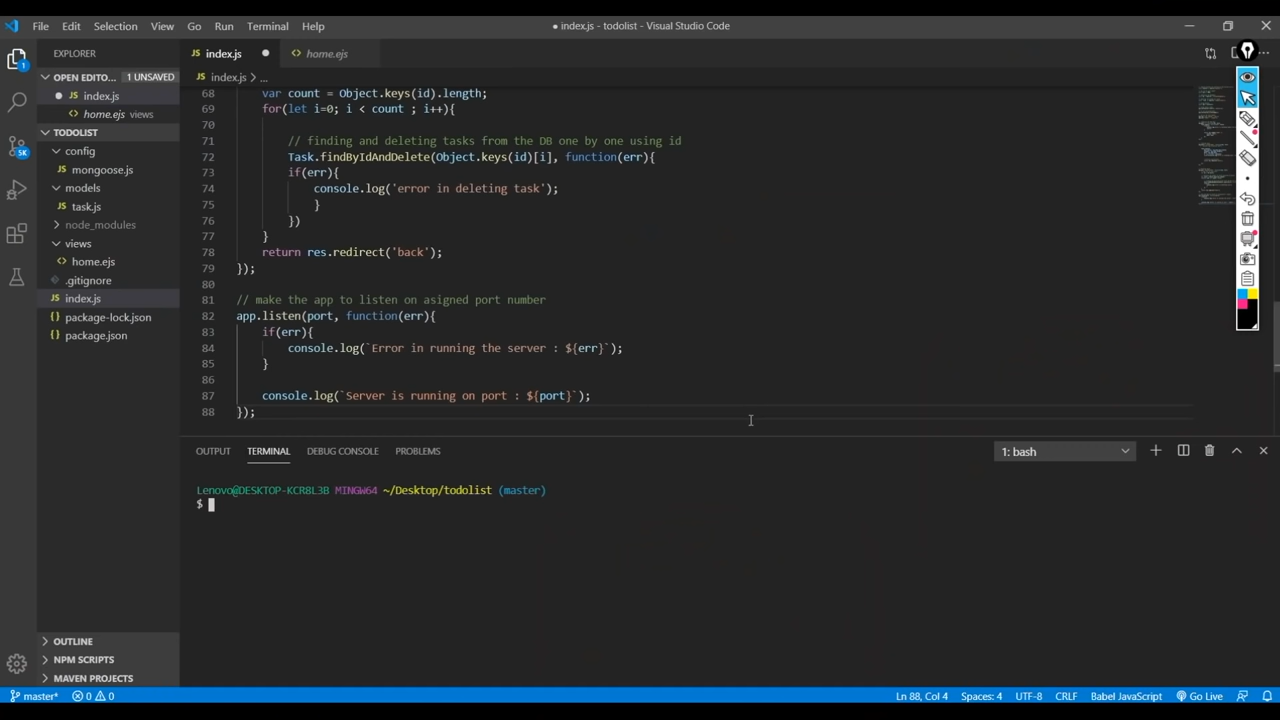 File Edit Selection View Go Run Terminal Help
● index.js - todolist - Visual Studio Code
EXPLORER
OPEN EDITO... 1 UNSAVED
index.js
home.ejs views
TODOLIST
config
mongoose.js
models
task.js
node_modules
views
home.ejs
.gitignore
index.js
package-lock.json
package.json
OUTLINE
NPM SCRIPTS
MAVEN PROJECTS
JS index.js ●
<> home.ejs
JS index.js > ...
68 var count = Object.keys(id).length;
69 for(let i=0; i < count ; i++){
70
71 // finding and deleting tasks from the DB one by one using id
72 Task.findByIdAndDelete(Object.keys(id)[i], function(err){
73 if(err){
74 console.log('error in deleting task');
75 }
76 })
77 }
78 return res.redirect('back');
79 });
80
81 // make the app to listen on asigned port number
82 app.listen(port, function(err){
83 if(err){
84 console.log(`Error in running the server : ${err}`);
85 }
86
87 console.log(`Server is running on port : ${port}`);
88 });
OUTPUT TERMINAL DEBUG CONSOLE PROBLEMS
1: bash
Lenovo@DESKTOP-KCR8L3B MINGW64 ~/Desktop/todolist (master)
$
master* 0 0
Ln 88, Col 4 Spaces: 4 UTF-8 CRLF Babel JavaScript Go Live